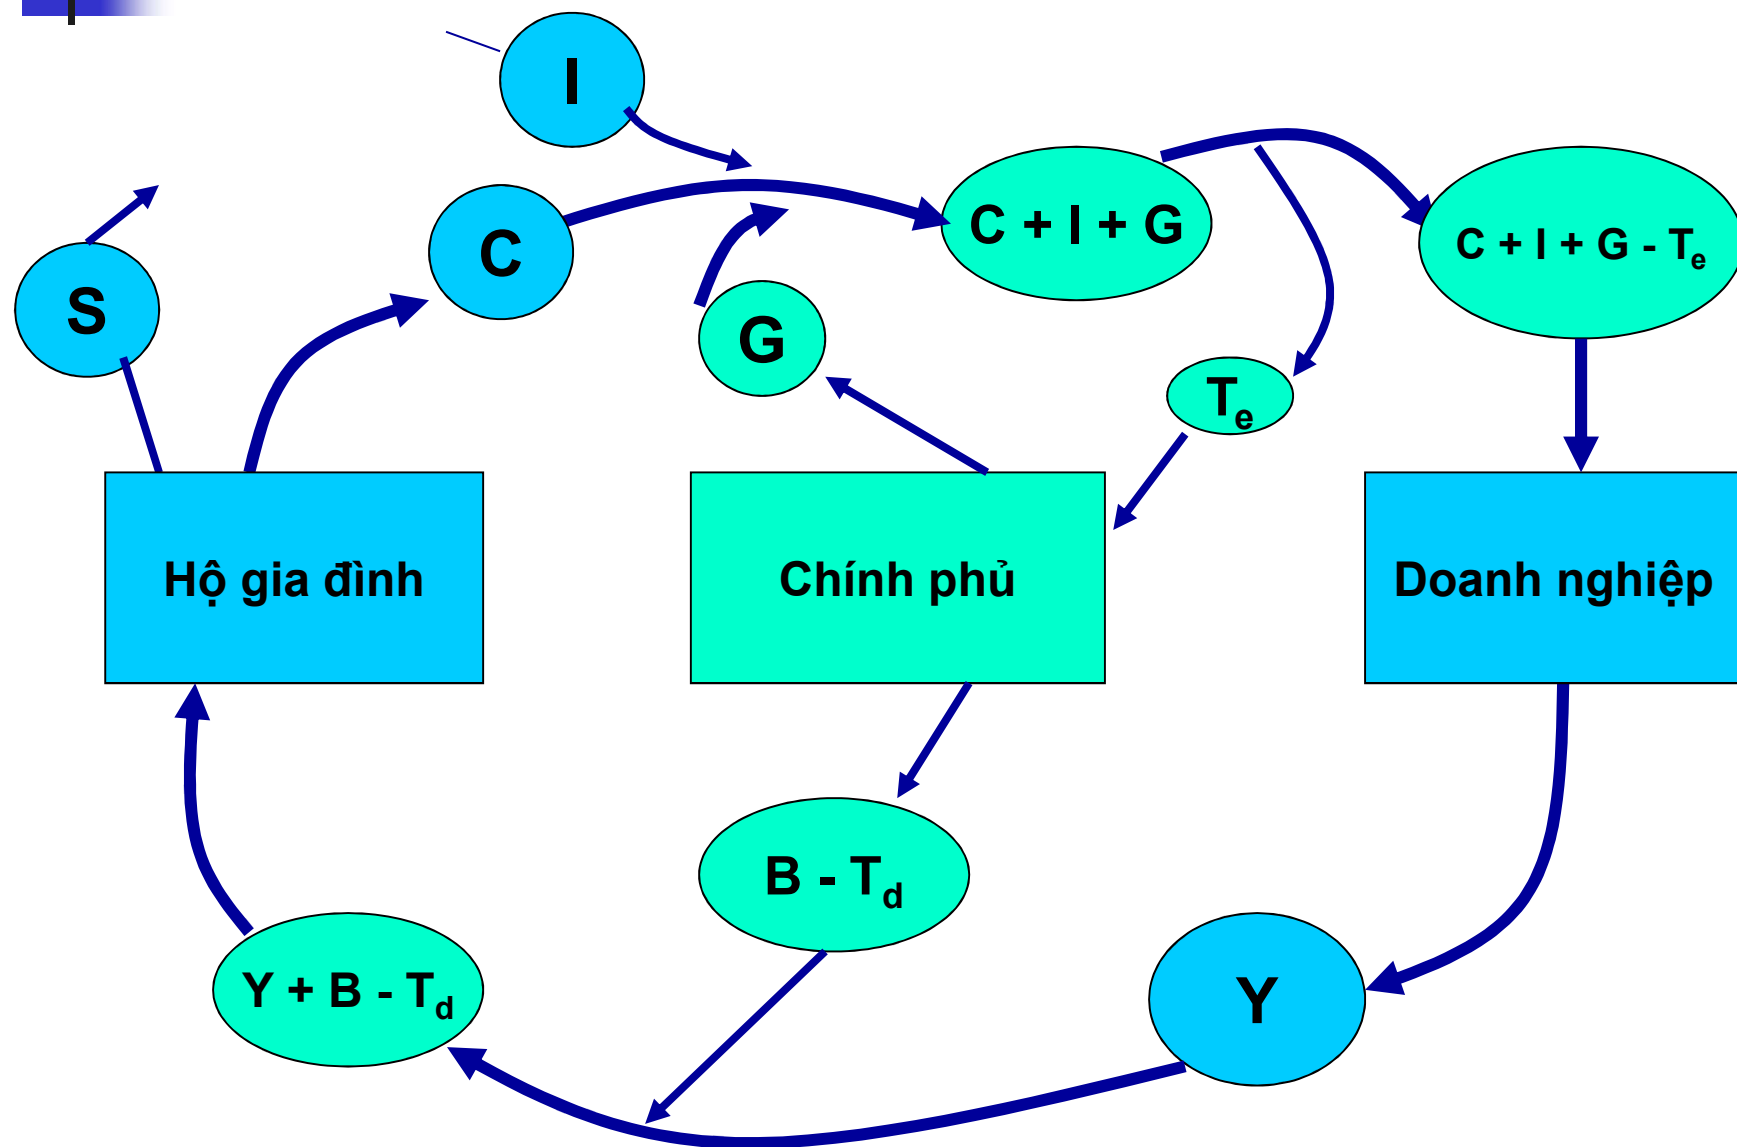 I
C
S
C + I + G
C + I + G - Te
G
Te
Hộ gia đình
Chính phủ
Doanh nghiệp
B - Td
Y + B - Td
Y